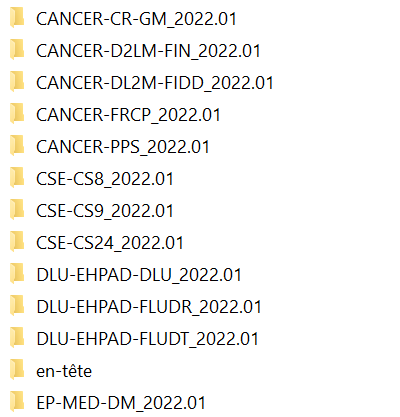 CANCER-CR-GM_2022.01
CANCER-D2LM-FIN_2022.01
CANCER-DL2M-FIDD_2022.01
CANCER-FRCP_2022.01
CANCER-PPS_2022.01
CSE-CS8_2022.01
CSE-CS9_2022.01
CSE-CS24_2022.01
DLU-EHPAD-DLU_2022.01
DLU-EHPAD-FLUDR_2022.01
DLU-EHPAD-FLUDT_2022.01
en-tête
EP-MED-DM_2022.01